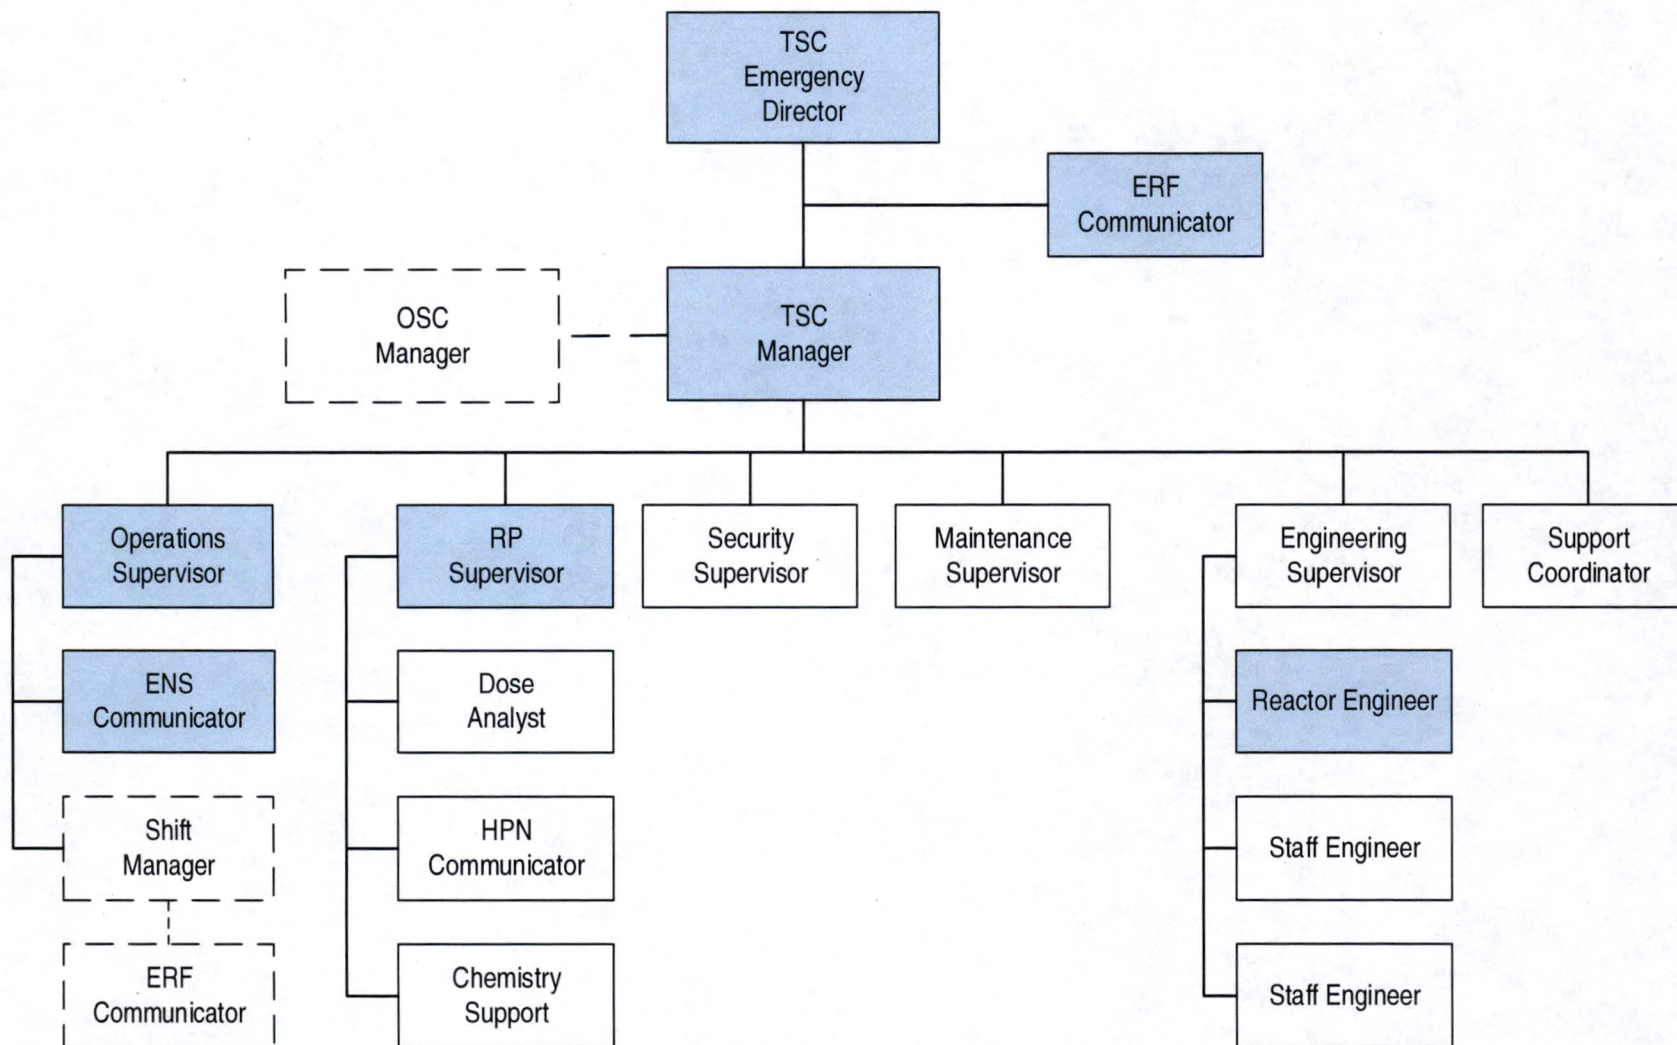 TSC
Emergency
Director
ERF
Communicator
OSC
Manager
TSC
Manager
Operations
Supervisor
RP
Supervisor
Security
Supervisor
Maintenance
Supervisor
Engineering
Supervisor
Support
Coordinator
ENS
Communicator
Dose
Analyst
Reactor Engineer
Shift
Manager
HPN
Communicator
Staff Engineer
ERF
Communicator
Chemistry
Support
Staff Engineer